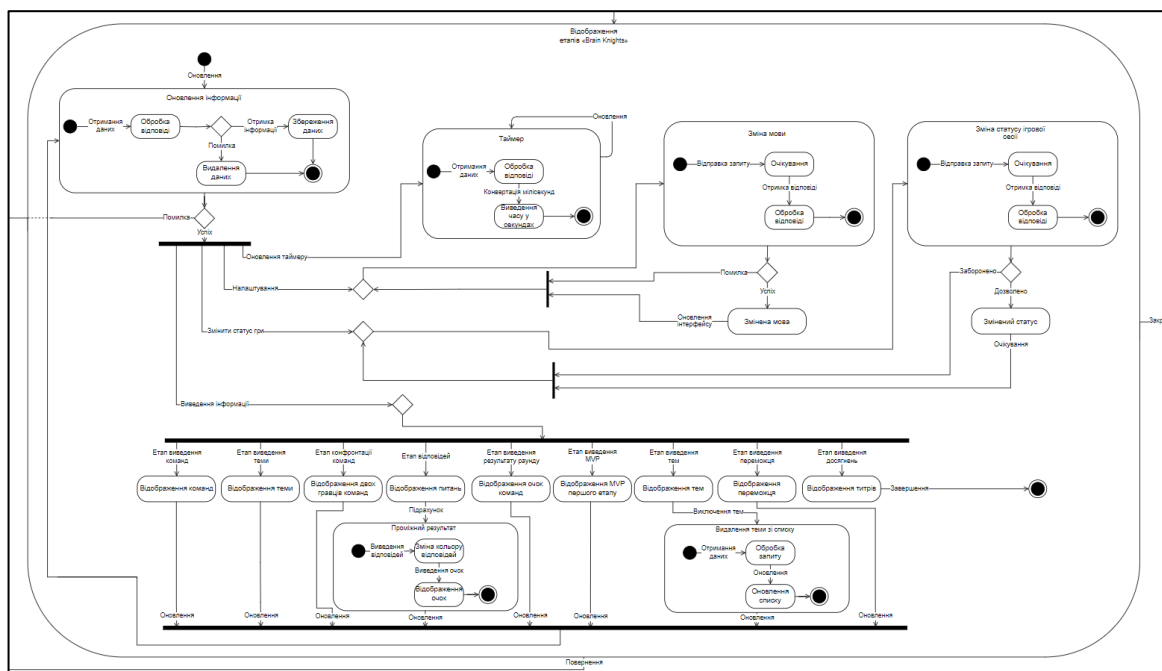 Відображення
етапів «Brain Knights»
Оновлення
Оновлення інформації
Отримання
даних
Обробка
відповіді
Отримка
інформації
Збереження
даних
Помилка
Видалення
даних
Оновлення
Таймер
Отримання
даних
Обробка
відповіді
Конвертація мілісекунд
Виведення
часу у
секундах
Зміна мови
Відправка запиту
Очікування
Отримка відповіді
Обробка
відповіді
Зміна статусу ігрової
сесії
Відправка запиту
Очікування
Отримка відповіді
Обробка
відповіді
Помилка
Успіх
Оновлення таймеру
Налаштування
Помилка
Успіх
Оновлення
інтерфейсу
Змінена мова
Заборонено
Дозволено
Змінений статус
Очікування
Змінити статус гри
Закр
Виведення інформації
Етап виведення
команд
Етап виведення
теми
Етап конфронтації
команд
Етап відповідей
Етап виведення
результату раунду
Етап виведення
MVP
Етап виведення
тем
Етап виведення
переможця
Етап виведення
досягнень
Відображення команд
Відображення теми
Відображення двох
гравців команд
Відображення питань
Відображення очок
команд
Відображення MVP
першого етапу
Відображення тем
Відображення
переможця
Відображення титрів
Завершення
Підрахунок
Виключення тем
Проміжний результат
Виведення
відповідей
Зміна кольору
відповідей
Виведення очок
Відображення
очок
Видалення теми зі списку
Отримання
даних
Обробка
запиту
Оновлення
Оновлення
списку
Оновлення
Оновлення
Оновлення
Оновлення
Оновлення
Оновлення
Оновлення
Оновлення
Повернення